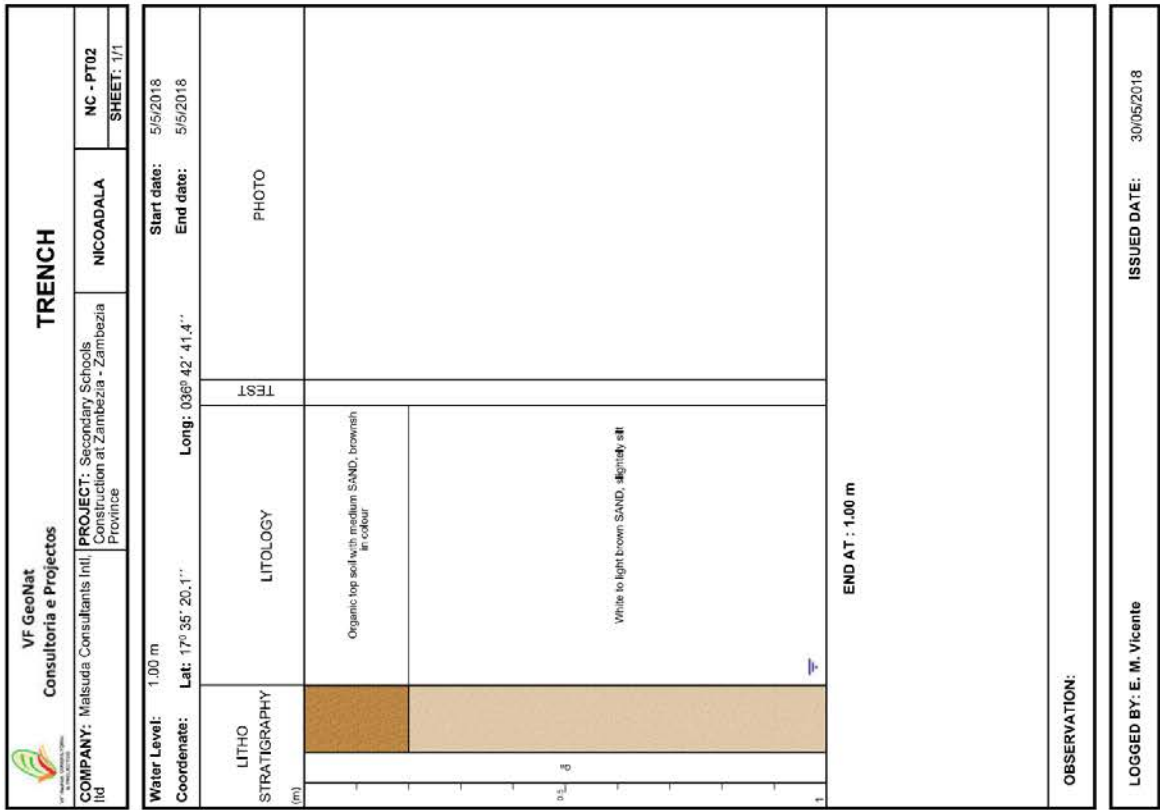 VF GeoNat
Consultoria e Projectos
TRENCH
COMPANY: Matsuda Consultants Intl,
ltd
PROJECT: Secondary Schools
Construction at Zambezia - Zambezia
Province
NICOADALA
NC - PT02
SHEET: 1/1
Water Level: 1.00 m
Start date: 5/5/2018
Coordenate: Lat: 17º 35´ 20.1´´ Long: 036º 42´ 41.4´´
End date: 5/5/2018
LITHO
STRATIGRAPHY
LITOLOGY
TEST
PHOTO
(m)
Organic top soil with medium SAND, brownsh
in colour
0.5
White to light brown SAND, slightely silt
1
END AT : 1.00 m
OBSERVATION:
LOGGED BY: E. M. Vicente
ISSUED DATE: 30/05/2018